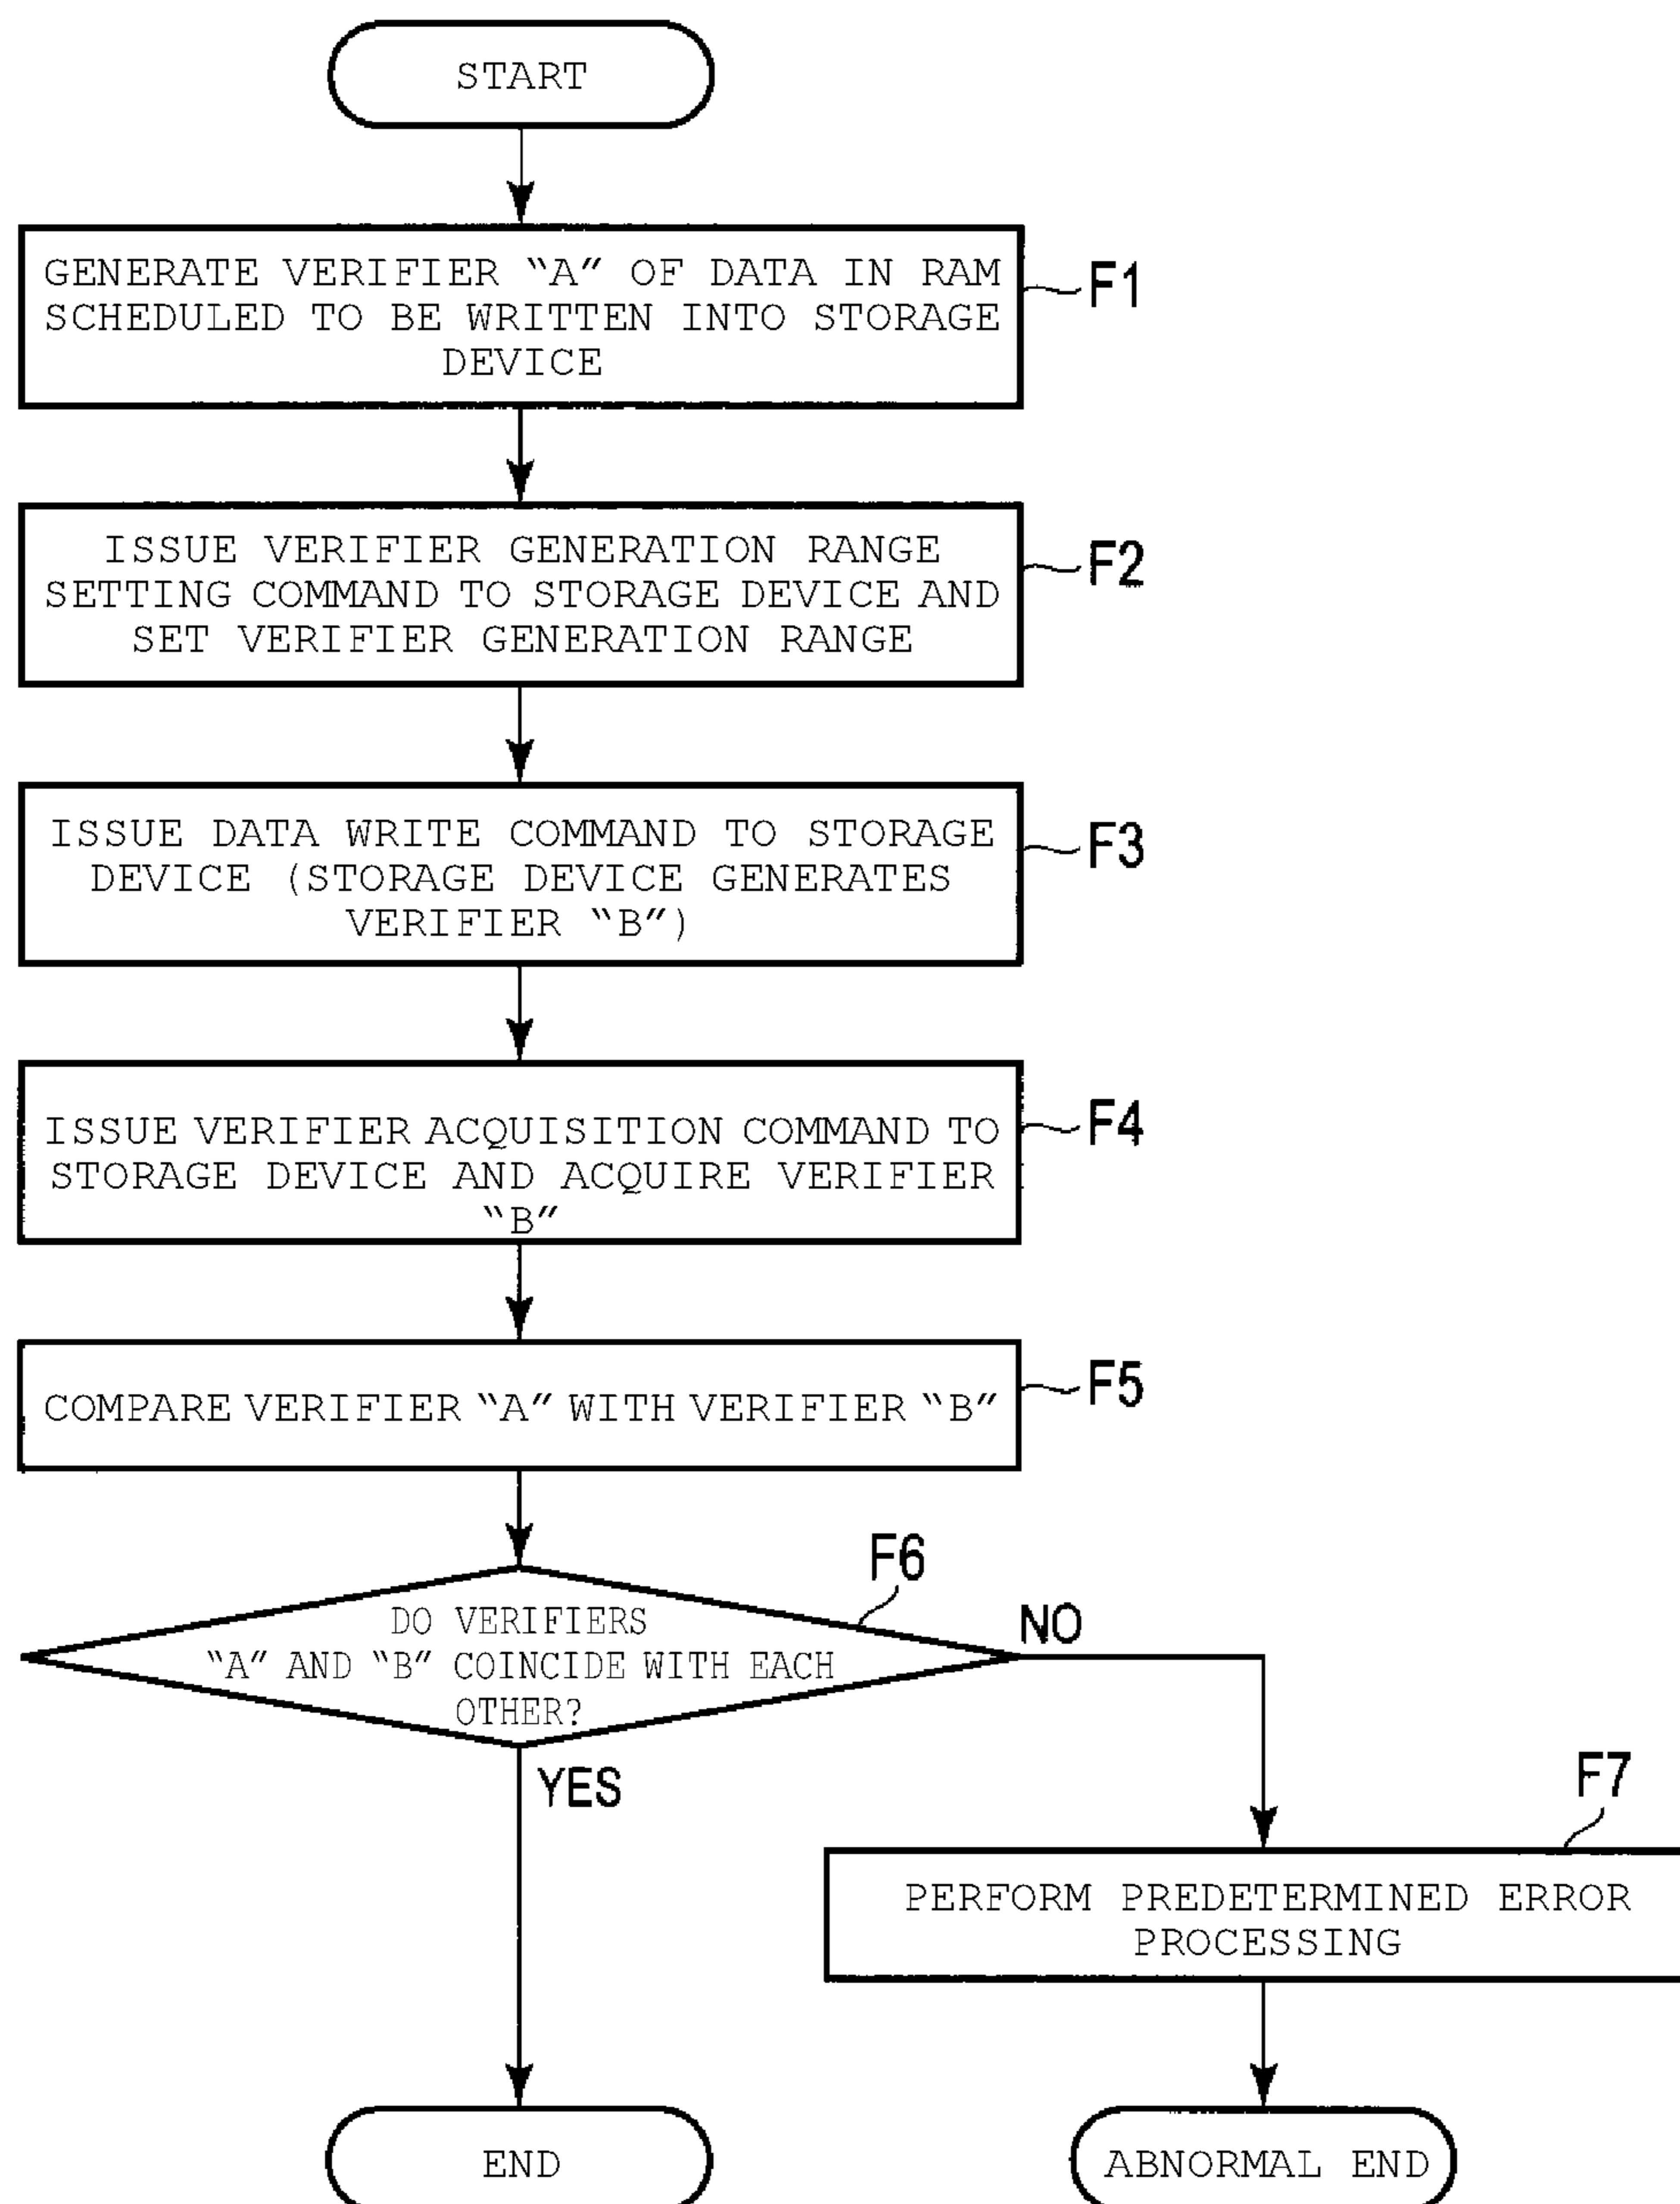 START
GENERATE VERIFIER “A” OF DATA IN RAM
SCHEDULED TO BE WRITTEN INTO STORAGE
DEVICE
F1
ISSUE VERIFIER GENERATION RANGE
SETTING COMMAND TO STORAGE DEVICE AND
SET VERIFIER GENERATION RANGE
F2
ISSUE DATA WRITE COMMAND TO STORAGE
DEVICE (STORAGE DEVICE GENERATES
VERIFIER “B”)
F3
ISSUE VERIFIER ACQUISITION COMMAND TO
STORAGE DEVICE AND ACQUIRE VERIFIER
“B”
F4
COMPARE VERIFIER “A” WITH VERIFIER “B”
F5
F6
DO VERIFIERS
“A” AND “B” COINCIDE WITH EACH
OTHER?
NO
YES
F7
PERFORM PREDETERMINED ERROR
PROCESSING
END
ABNORMAL END